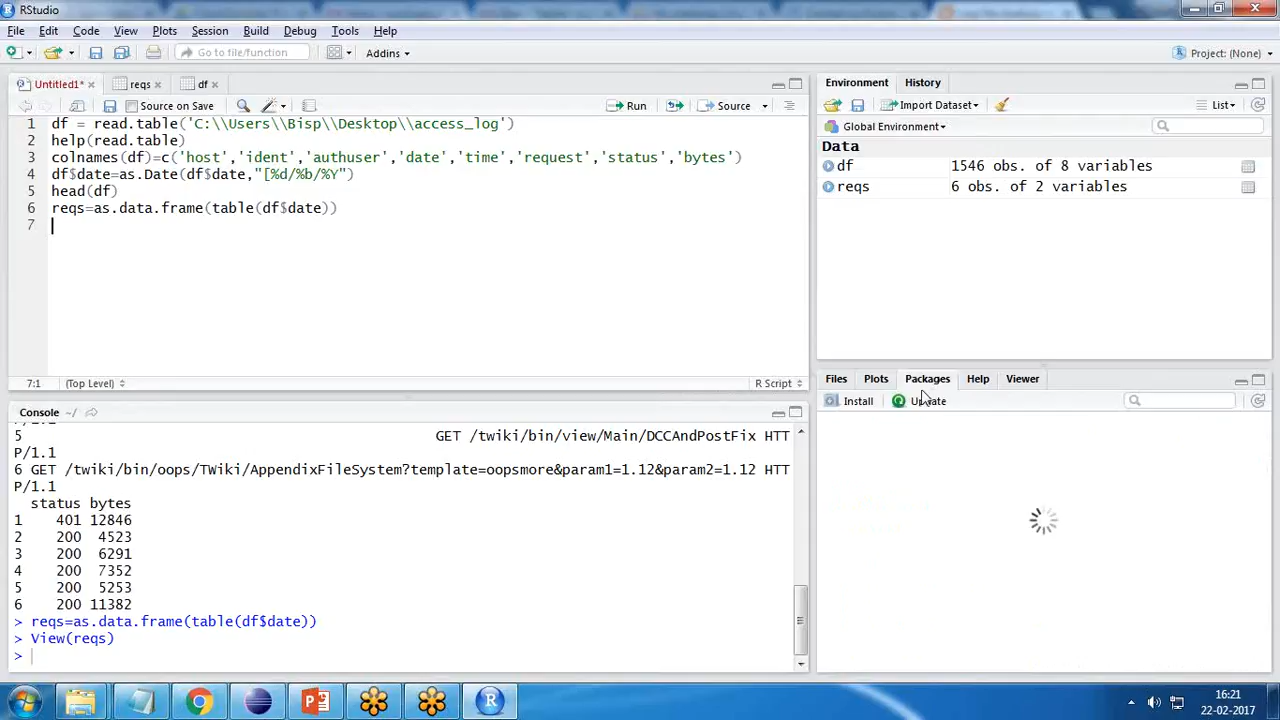 RStudio
File Edit Code View Plots Session Build Debug Tools Help
Go to file/function Addins Project: (None)
Untitled1* reqs df
Source on Save Run Source
1 df = read.table('C:\\Users\\Bisp\\Desktop\\access_log')
2 help(read.table)
3 colnames(df)=c('host','ident','authuser','date','time','request','status','bytes')
4 df$date=as.Date(df$date,"[%d/%b/%Y")
5 head(df)
6 reqs=as.data.frame(table(df$date))
7
7:1 (Top Level) R Script
Console ~/
P/1.1
5 GET /twiki/bin/view/Main/DCCAndPostFix HTT
P/1.1
6 GET /twiki/bin/oops/TWiki/AppendixFileSystem?template=oopsmore&param1=1.12&param2=1.12 HTT
P/1.1
status bytes
1 401 12846
2 200 4523
3 200 6291
4 200 7352
5 200 5253
6 200 11382
> reqs=as.data.frame(table(df$date))
> View(reqs)
>
Environment History
Import Dataset List
Global Environment
Data
df 1546 obs. of 8 variables
reqs 6 obs. of 2 variables
Files Plots Packages Help Viewer
Install Update
16:21
22-02-2017